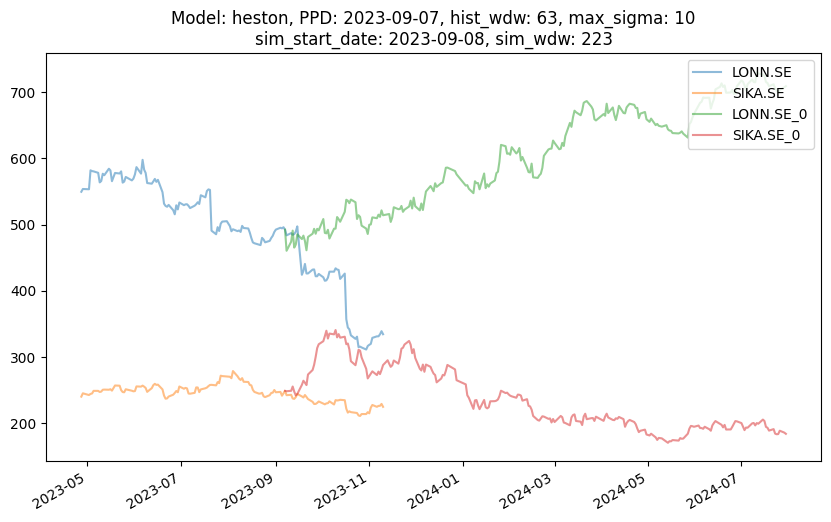 Model: heston, PPD: 2023-09-07, hist_wdw: 63, max_sigma: 10
sim_start_date: 2023-09-08, sim_wdw: 223
LONN.SE
SIKA.SE
LONN.SE_0
SIKA.SE_0
700
600
500
400
300
200
2023-05
2023-07
2023-09
2023-11
2024-01
2024-03
2024-05
2024-07